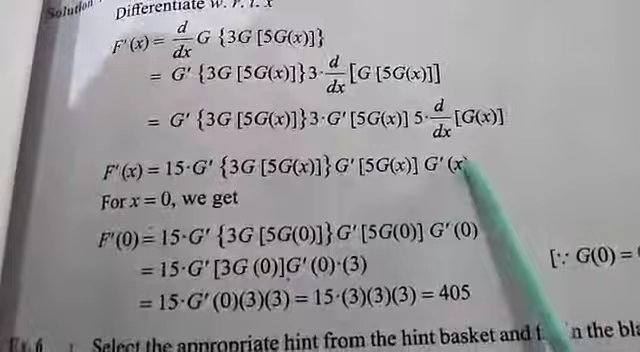 Solution Differentiate w. r. t. x
F'(x) = d/dx G {3G [5G(x)]}
= G' {3G [5G(x)]}3· d/dx [G [5G(x)]]
= G' {3G [5G(x)]}3·G' [5G(x)] 5· d/dx [G(x)]
F'(x) = 15·G' {3G [5G(x)]}G' [5G(x)] G' (x)
For x = 0, we get
F'(0) = 15·G' {3G [5G(0)]}G' [5G(0)] G' (0)
= 15·G' [3G (0)]G' (0)·(3) [∵ G(0) =
= 15·G' (0)(3)(3) = 15·(3)(3)(3) = 405
Select the appropriate hint from the hint basket and the